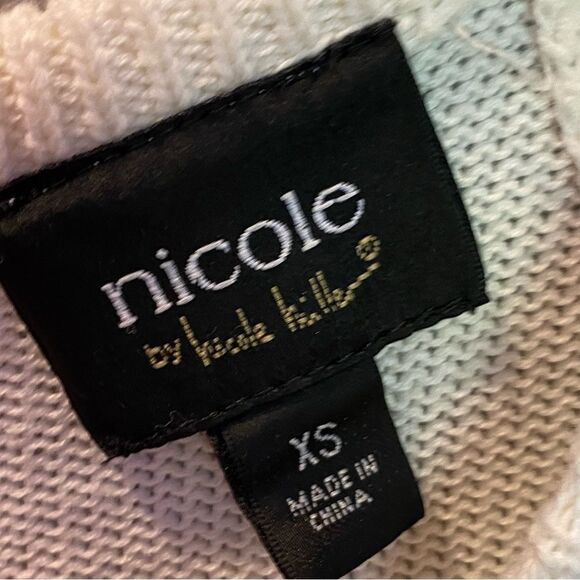 nicole
by nicole miller
XS
MADE IN
CHINA